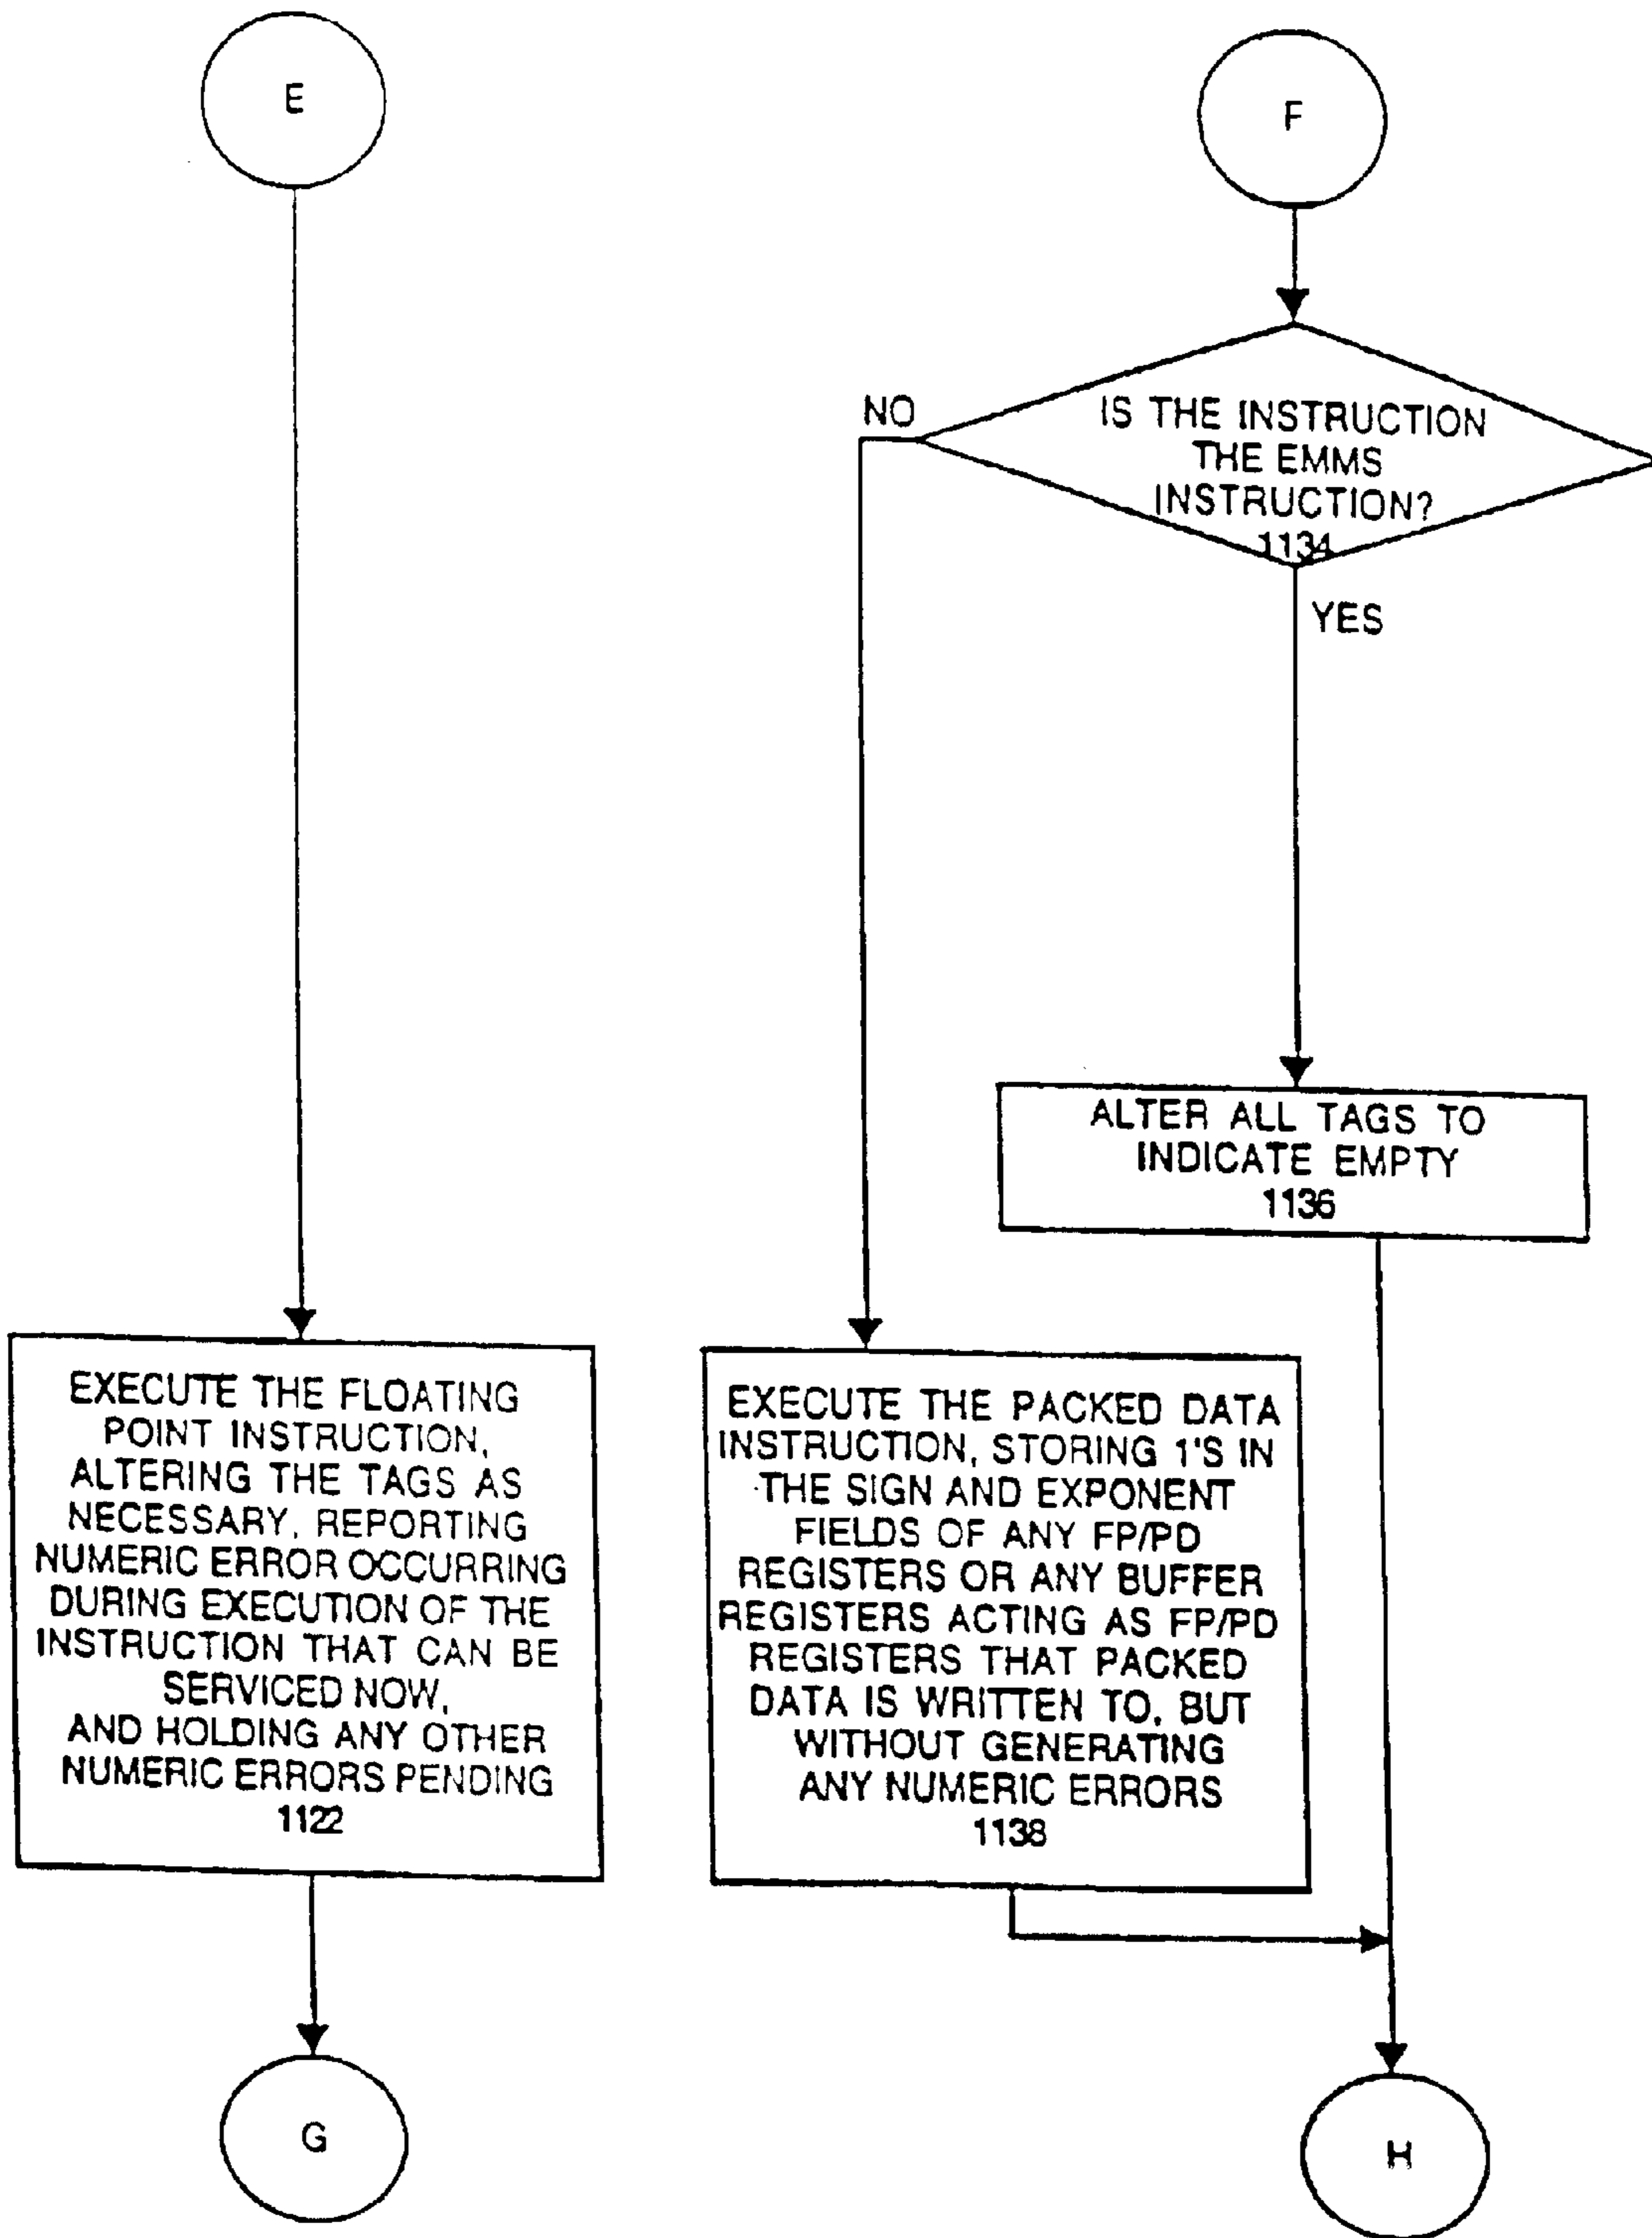 E
F
NO
IS THE INSTRUCTION
THE EMMS
INSTRUCTION?
1134
YES
ALTER ALL TAGS TO
INDICATE EMPTY
1136
EXECUTE THE FLOATING
POINT INSTRUCTION,
ALTERING THE TAGS AS
NECESSARY, REPORTING
NUMERIC ERROR OCCURRING
DURING EXECUTION OF THE
INSTRUCTION THAT CAN BE
SERVICED NOW,
AND HOLDING ANY OTHER
NUMERIC ERRORS PENDING
1122
EXECUTE THE PACKED DATA
INSTRUCTION, STORING 1'S IN
THE SIGN AND EXPONENT
FIELDS OF ANY FP/PD
REGISTERS OR ANY BUFFER
REGISTERS ACTING AS FP/PD
REGISTERS THAT PACKED
DATA IS WRITTEN TO, BUT
WITHOUT GENERATING
ANY NUMERIC ERRORS
1138
G
H